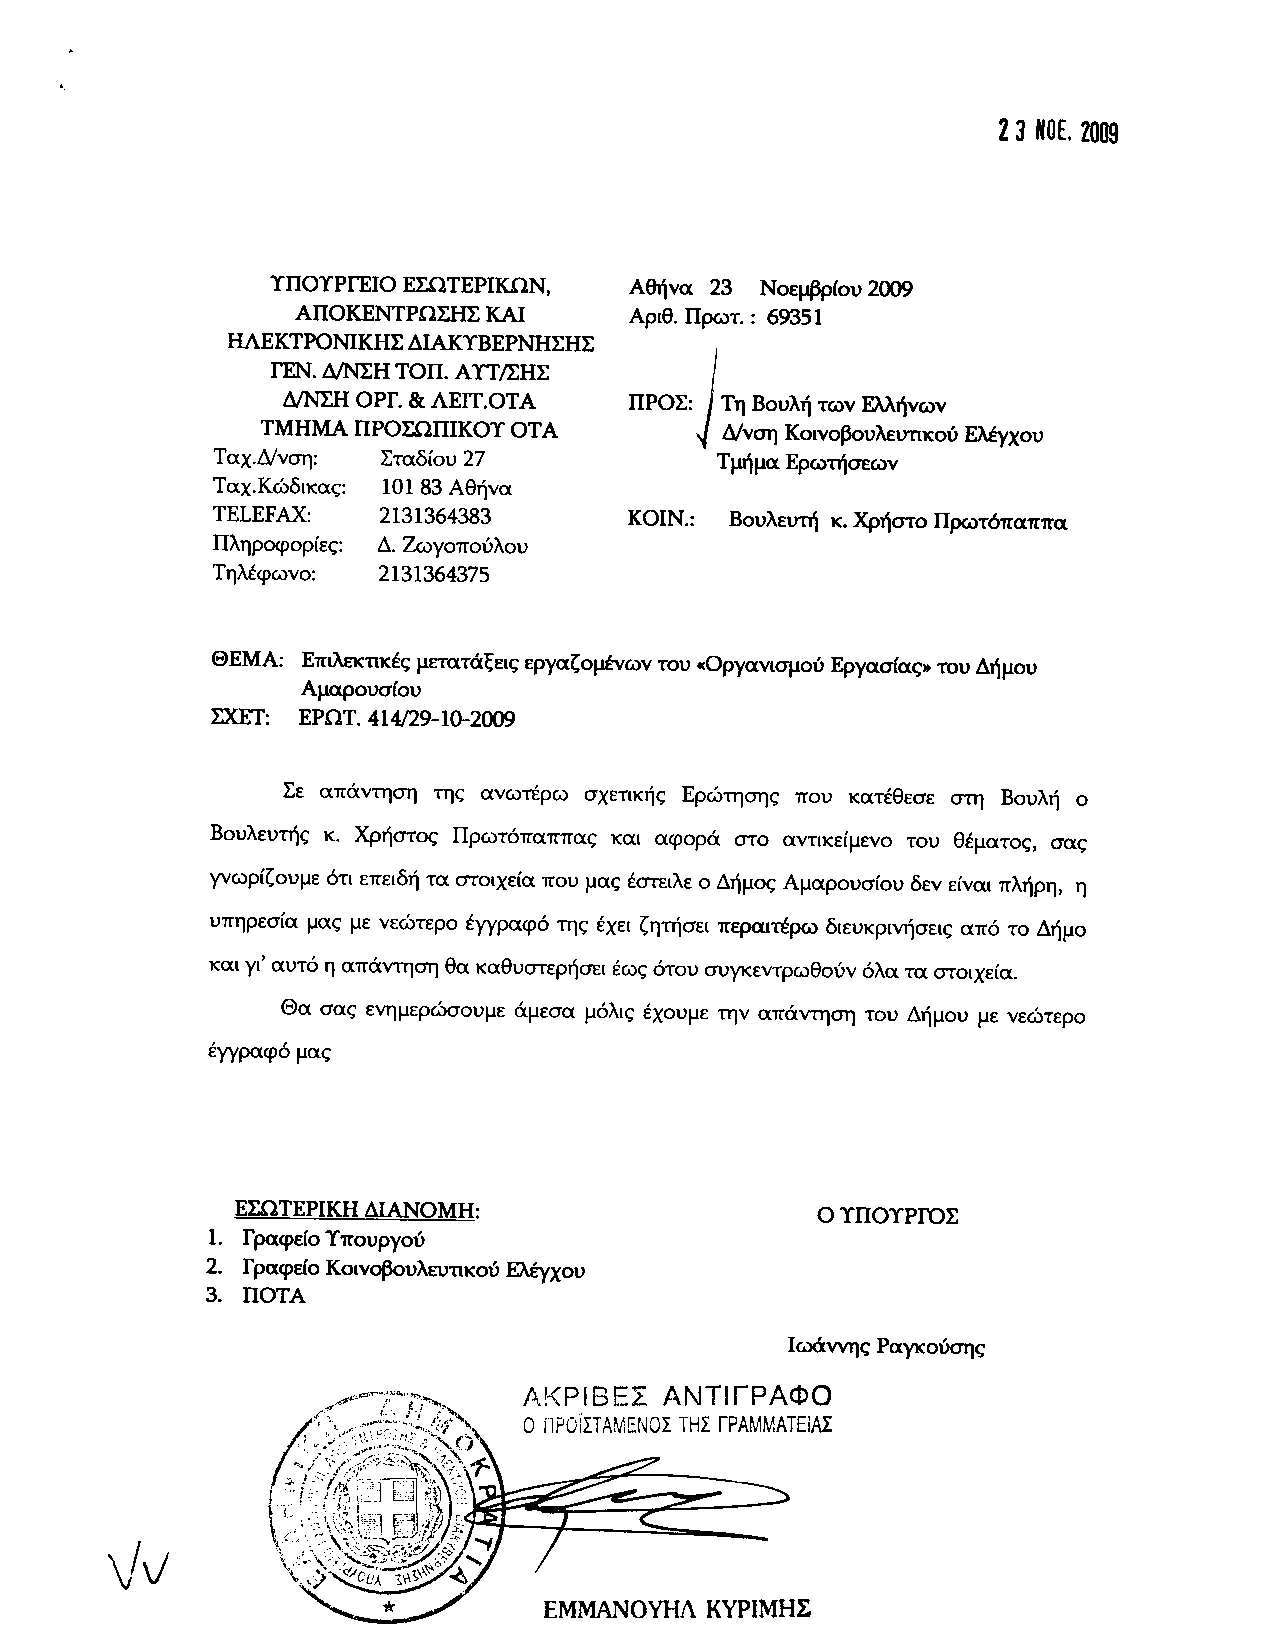 2 3 ΝΟΕ. 2009
ΥΠΟΥΡΓΕΙΟ ΕΣΩΤΕΡΙΚΩΝ,
ΑΠΟΚΕΝΤΡΩΣΗΣ ΚΑΙ
ΗΛΕΚΤΡΟΝΙΚΗΣ ΔΙΑΚΥΒΕΡΝΗΣΗΣ
ΓΕΝ. Δ/ΝΣΗ ΤΟΠ. ΑΥΤ/ΣΗΣ
Δ/ΝΣΗ ΟΡΓ. & ΛΕΙΤ.ΟΤΑ
ΤΜΗΜΑ ΠΡΟΣΩΠΙΚΟΥ ΟΤΑ
Ταχ.Δ/νση: Σταδίου 27
Ταχ.Κώδικας: 101 83 Αθήνα
TELEFAX: 2131364383
Πληροφορίες: Δ. Ζωγοπούλου
Τηλέφωνο: 2131364375
Αθήνα 23 Νοεμβρίου 2009
Αριθ. Πρωτ. : 69351
ΠΡΟΣ: Τη Βουλή των Ελλήνων
Δ/νση Κοινοβουλευτικού Ελέγχου
Τμήμα Ερωτήσεων
ΚΟΙΝ.: Βουλευτή κ. Χρήστο Πρωτόπαππα
ΘΕΜΑ: Επιλεκτικές μετατάξεις εργαζομένων του «Οργανισμού Εργασίας» του Δήμου
Αμαρουσίου
ΣΧΕΤ: ΕΡΩΤ. 414/29-10-2009
Σε απάντηση της ανωτέρω σχετικής Ερώτησης που κατέθεσε στη Βουλή ο
Βουλευτής κ. Χρήστος Πρωτόπαππας και αφορά στο αντικείμενο του θέματος, σας
γνωρίζουμε ότι επειδή τα στοιχεία που μας έστειλε ο Δήμος Αμαρουσίου δεν είναι πλήρη, η
υπηρεσία μας με νεώτερο έγγραφό της έχει ζητήσει περαιτέρω διευκρινήσεις από το Δήμο
και γι' αυτό η απάντηση θα καθυστερήσει έως ότου συγκεντρωθούν όλα τα στοιχεία.
Θα σας ενημερώσουμε άμεσα μόλις έχουμε την απάντηση του Δήμου με νεώτερο
έγγραφό μας
ΕΣΩΤΕΡΙΚΗ ΔΙΑΝΟΜΗ:
1. Γραφείο Υπουργού
2. Γραφείο Κοινοβουλευτικού Ελέγχου
3. ΠΟΤΑ
Ο ΥΠΟΥΡΓΟΣ
Ιωάννης Ραγκούσης
ΑΚΡΙΒΕΣ ΑΝΤΙΓΡΑΦΟ
Ο ΠΡΟΪΣΤΑΜΕΝΟΣ ΤΗΣ ΓΡΑΜΜΑΤΕΙΑΣ
ΔΗΜΟΚΡΑΤΙΑ
ΕΜΜΑΝΟΥΗΛ ΚΥΡΙΜΗΣ